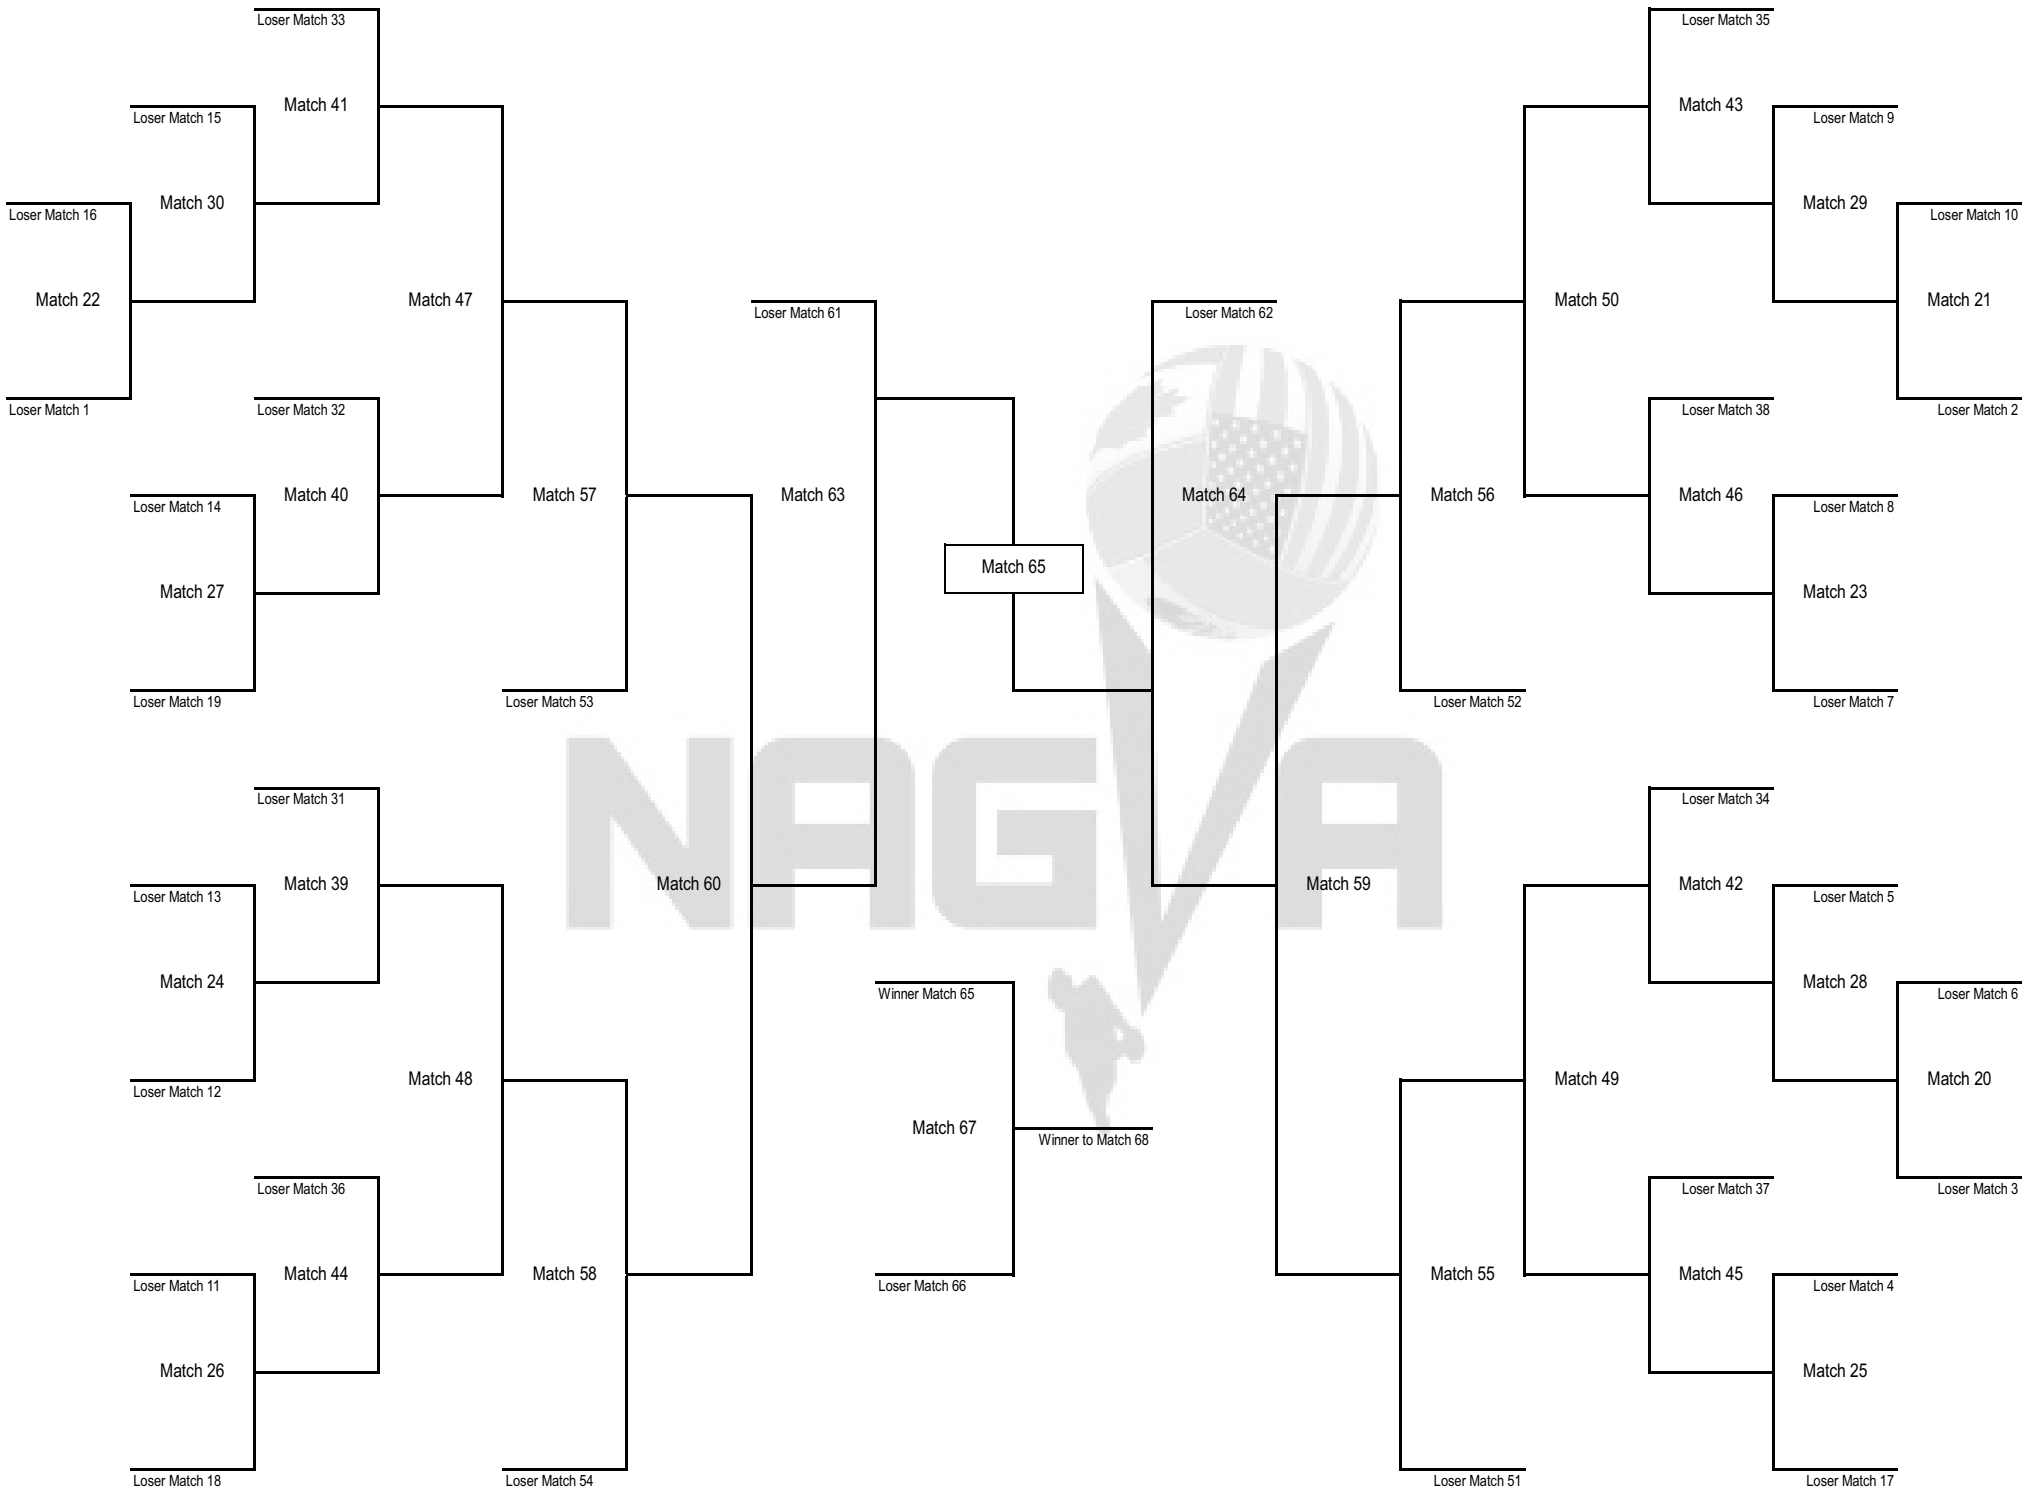 Loser Match 33
Loser Match 35
Match 41
Match 43
Loser Match 15
Loser Match 9
Match 30
Match 29
Loser Match 16
Loser Match 10
Match 22
Match 47
Match 50
Match 21
Loser Match 61
Loser Match 62
Loser Match 1
Loser Match 32
Loser Match 38
Loser Match 2
Match 40
Match 57
Match 63
Match 64
Match 56
Match 46
Loser Match 14
Loser Match 8
Match 65
Match 27
Match 23
Loser Match 19
Loser Match 53
Loser Match 52
Loser Match 7
NAGVA
Loser Match 31
Loser Match 34
Match 39
Match 60
Match 59
Match 42
Loser Match 13
Loser Match 5
Match 24
Match 28
Winner Match 65
Loser Match 6
Match 48
Match 49
Match 20
Loser Match 12
Match 67
Winner to Match 68
Loser Match 36
Loser Match 37
Loser Match 3
Match 44
Match 58
Match 55
Match 45
Loser Match 11
Loser Match 66
Loser Match 4
Match 26
Match 25
Loser Match 18
Loser Match 54
Loser Match 51
Loser Match 17